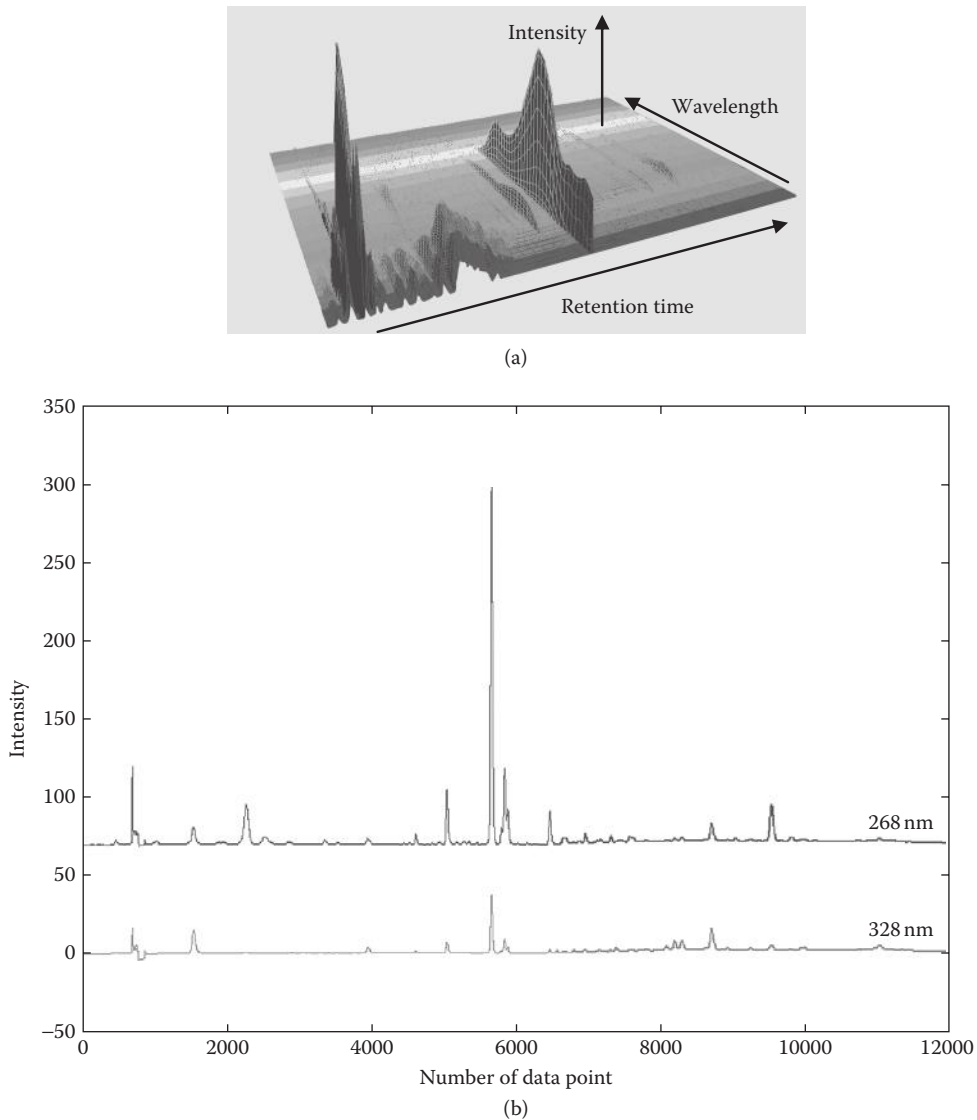 Intensity
Wavelength
Retention time
(a)
350
300
250
200
150
100
50
0
−50
Intensity
268 nm
328 nm
0
2000
4000
6000
8000
10000
12000
Number of data point
(b)